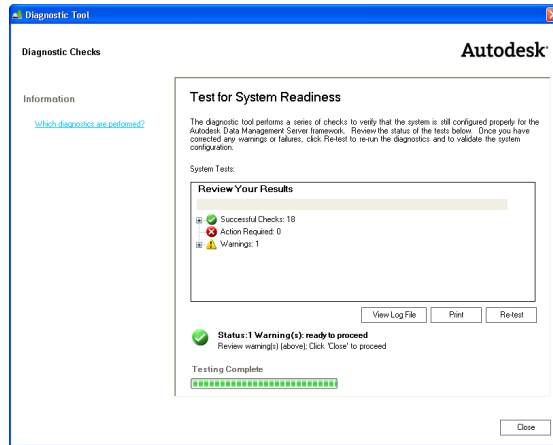 Diagnostic Tool
Diagnostic Checks
Autodesk
Information
Which diagnostics are performed?
Test for System Readiness
The diagnostic tool performs a series of checks to verify that the system is still configured properly for the
Autodesk Data Management Server framework. Review the status of the tests below. Once you have
corrected any warnings or failures, click Re-test to re-run the diagnostics and to validate the system
configuration.
System Tests:
Review Your Results
Successful Checks: 18
Action Required: 0
Warnings: 1
View Log File
Print
Re-test
Status:1 Warning(s): ready to proceed
Review warning(s) (above); Click 'Close' to proceed
Testing Complete
Close